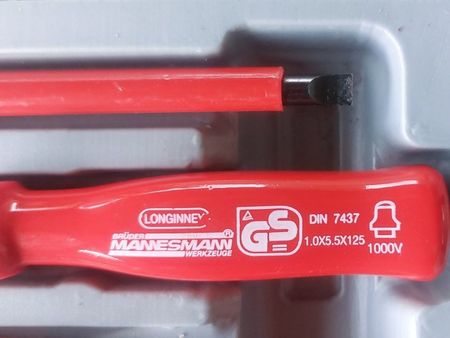 LONGINNEY
BRÜDER
MANNESMANN®
WERKZEUGE
GS
DIN 7437
1.0X5.5X125
1000V